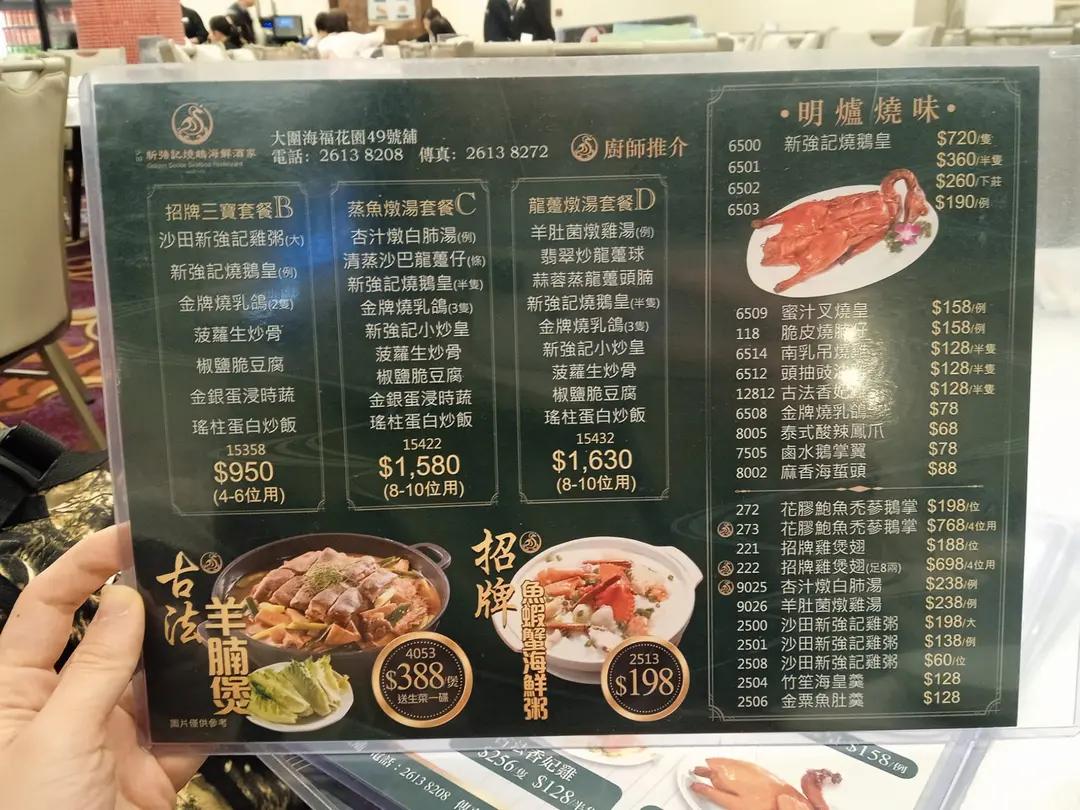 新強記燒鵝海鮮酒家
大圍海福花園49號舖
電話：2613 8208 傳真：2613 8272
廚師推介
招牌三寶套餐B
沙田新強記雞粥(大)
新強記燒鵝皇(例)
金牌燒乳鴿(2隻)
菠蘿生炒骨
椒鹽脆豆腐
金銀蛋浸時蔬
瑤柱蛋白炒飯
15358
$950
(4-6位用)
蒸魚燉湯套餐C
杏汁燉白肺湯(例)
清蒸沙巴龍躉仔(條)
新強記燒鵝皇(半隻)
金牌燒乳鴿(3隻)
新強記小炒皇
菠蘿生炒骨
椒鹽脆豆腐
金銀蛋浸時蔬
瑤柱蛋白炒飯
15422
$1,580
(8-10位用)
龍躉燉湯套餐D
羊肚菌燉雞湯(例)
翡翠炒龍躉球
蒜蓉蒸龍躉頭腩
新強記燒鵝皇(半隻)
金牌燒乳鴿(3隻)
新強記小炒皇
菠蘿生炒骨
椒鹽脆豆腐
瑤柱蛋白炒飯
15432
$1,630
(8-10位用)
古法
羊腩煲
4053
$388/煲
送生菜一碟
圖片僅供參考
招牌
魚蝦蟹海鮮粥
2513
$198
•明爐燒味•
6500 新強記燒鵝皇 $720/隻
6501 $360/半隻
6502 $260/下莊
6503 $190/例
6509 蜜汁叉燒皇 $158/例
118 脆皮燒腩仔 $158/例
6514 南乳吊燒 $128/半隻
6512 頭抽豉 $128/半隻
12812 古法香妃 $128/半隻
6508 金牌燒乳鴿 $78
8005 泰式酸辣鳳爪 $68
7505 鹵水鵝掌翼 $78
8002 麻香海蜇頭 $88
272 花膠鮑魚禿蔘鵝掌 $198/位
273 花膠鮑魚禿蔘鵝掌 $768/4位用
221 招牌雞煲翅 $188/位
222 招牌雞煲翅(足8兩) $698/4位用
9025 杏汁燉白肺湯 $238/例
9026 羊肚菌燉雞湯 $238/例
2500 沙田新強記雞粥 $198/大
2501 沙田新強記雞粥 $138/例
2508 沙田新強記雞粥 $60/位
2504 竹笙海皇羹 $128
2506 金粟魚肚羹 $128
電話：2613 8208
古法香妃雞
$256/隻 $128/半隻
$158/例